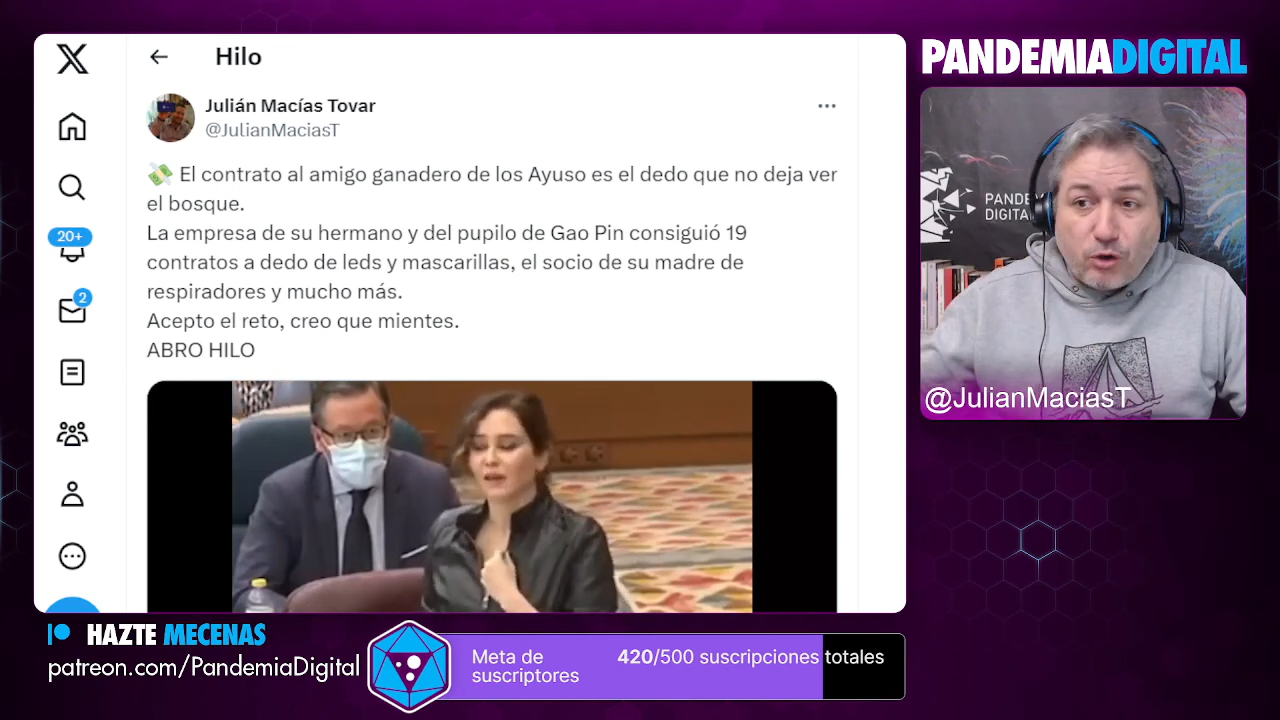 Hilo
Julián Macías Tovar
@JulianMaciasT
💸 El contrato al amigo ganadero de los Ayuso es el dedo que no deja ver
el bosque.
La empresa de su hermano y del pupilo de Gao Pin consiguió 19
contratos a dedo de leds y mascarillas, el socio de su madre de
respiradores y mucho más.
Acepto el reto, creo que mientes.
ABRO HILO
20+
2
PANDEMIADIGITAL
@JulianMaciasT
HAZTE MECENAS
patreon.com/PandemiaDigital
Meta de
suscriptores
420/500 suscripciones totales